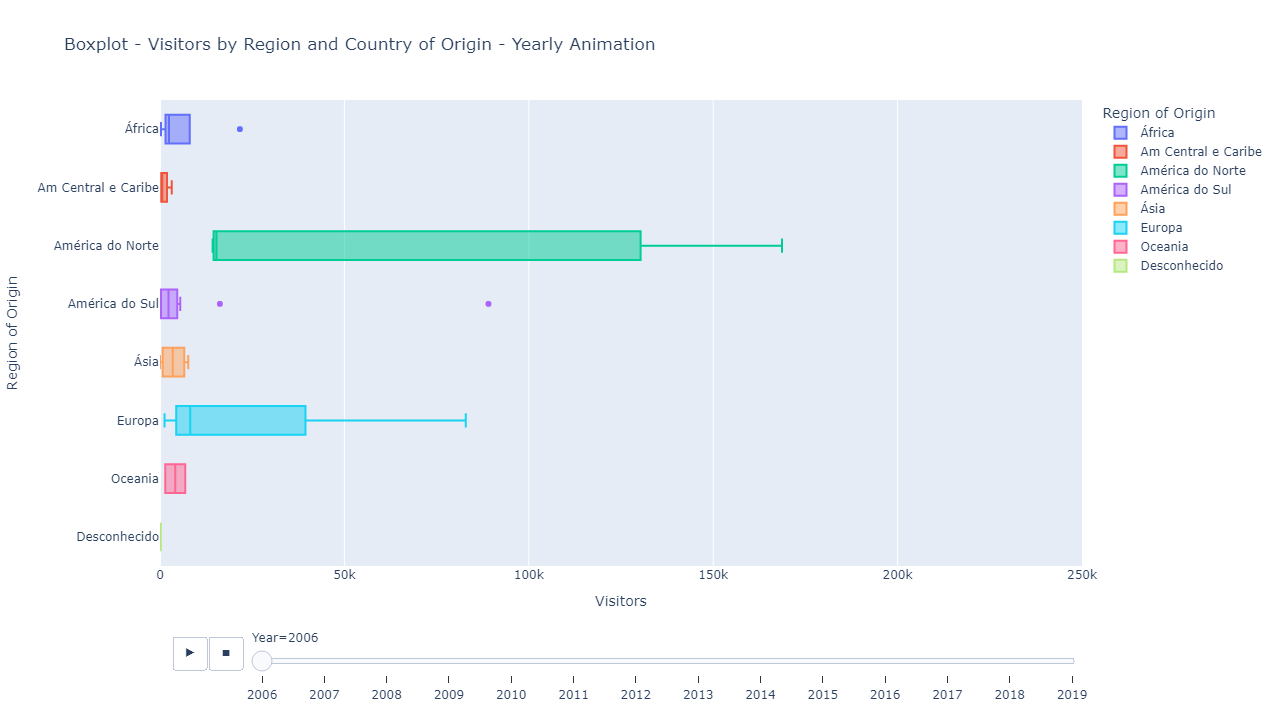 Boxplot - Visitors by Region and Country of Origin - Yearly Animation
Region of Origin
África
Am Central e Caribe
América do Norte
América do Sul
Ásia
Europa
Oceania
Desconhecido
0 50k 100k 150k 200k 250k
Visitors
Region of Origin
África
Am Central e Caribe
América do Norte
América do Sul
Ásia
Europa
Oceania
Desconhecido
Year=2006
2006 2007 2008 2009 2010 2011 2012 2013 2014 2015 2016 2017 2018 2019